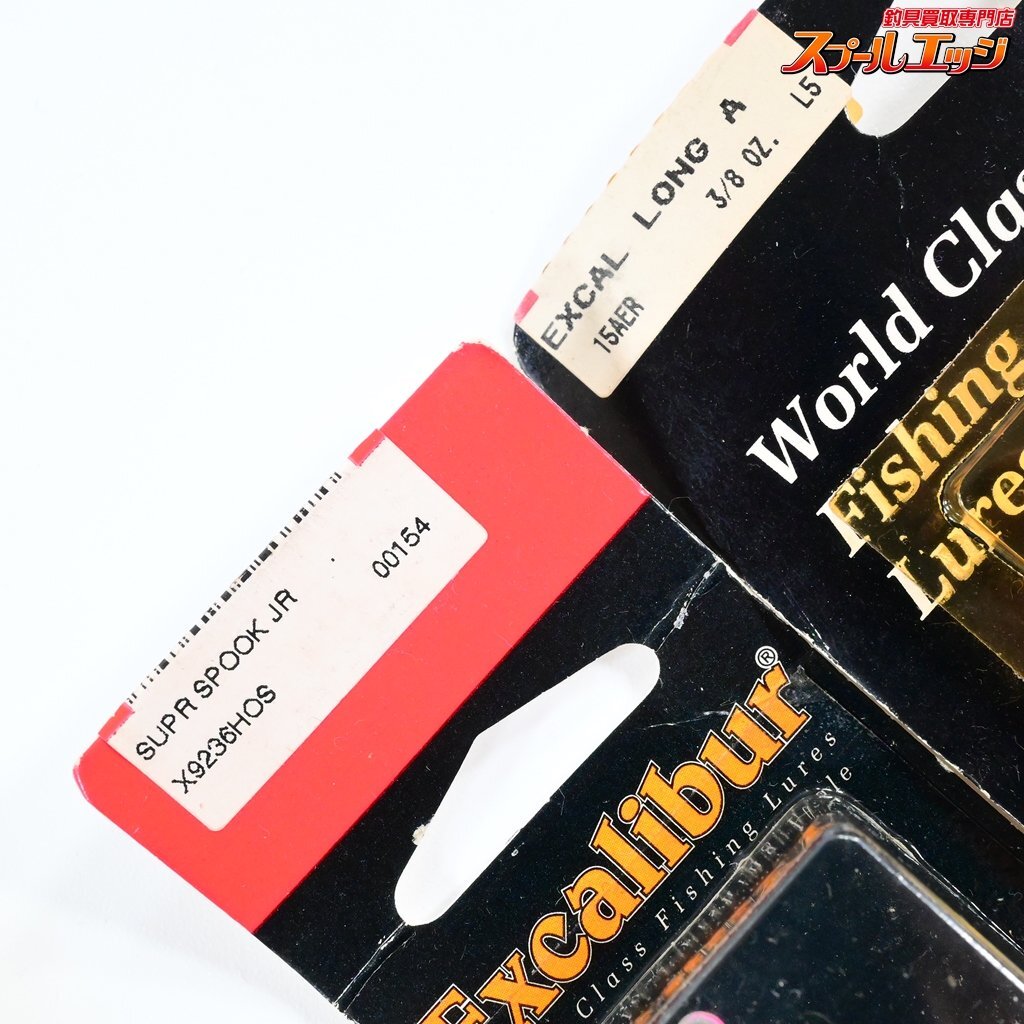 釣具買取専門店
スプールエッジ
EXCAL LONG A
3/8 OZ.
L5
15AER
World Clas
Fishing
Lures
SUPR SPOOK JR
00154
X9236HOS
Excalibur®
Class Fishing Lures